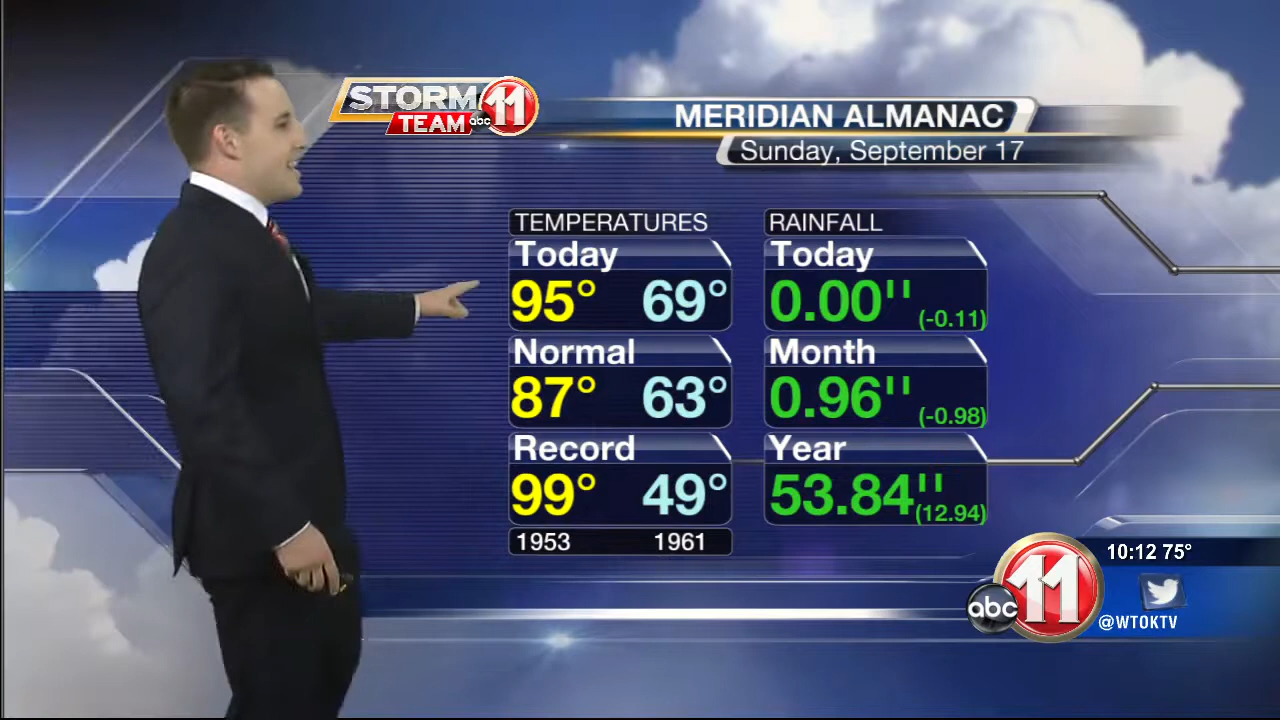 STORM
TEAM abc 11
MERIDIAN ALMANAC
Sunday, September 17
TEMPERATURES
Today
95° 69°
Normal
87° 63°
Record
99° 49°
1953 1961
RAINFALL
Today
0.00" (-0.11)
Month
0.96" (-0.98)
Year
53.84" (12.94)
abc 11
10:12 75°
@WTOKTV